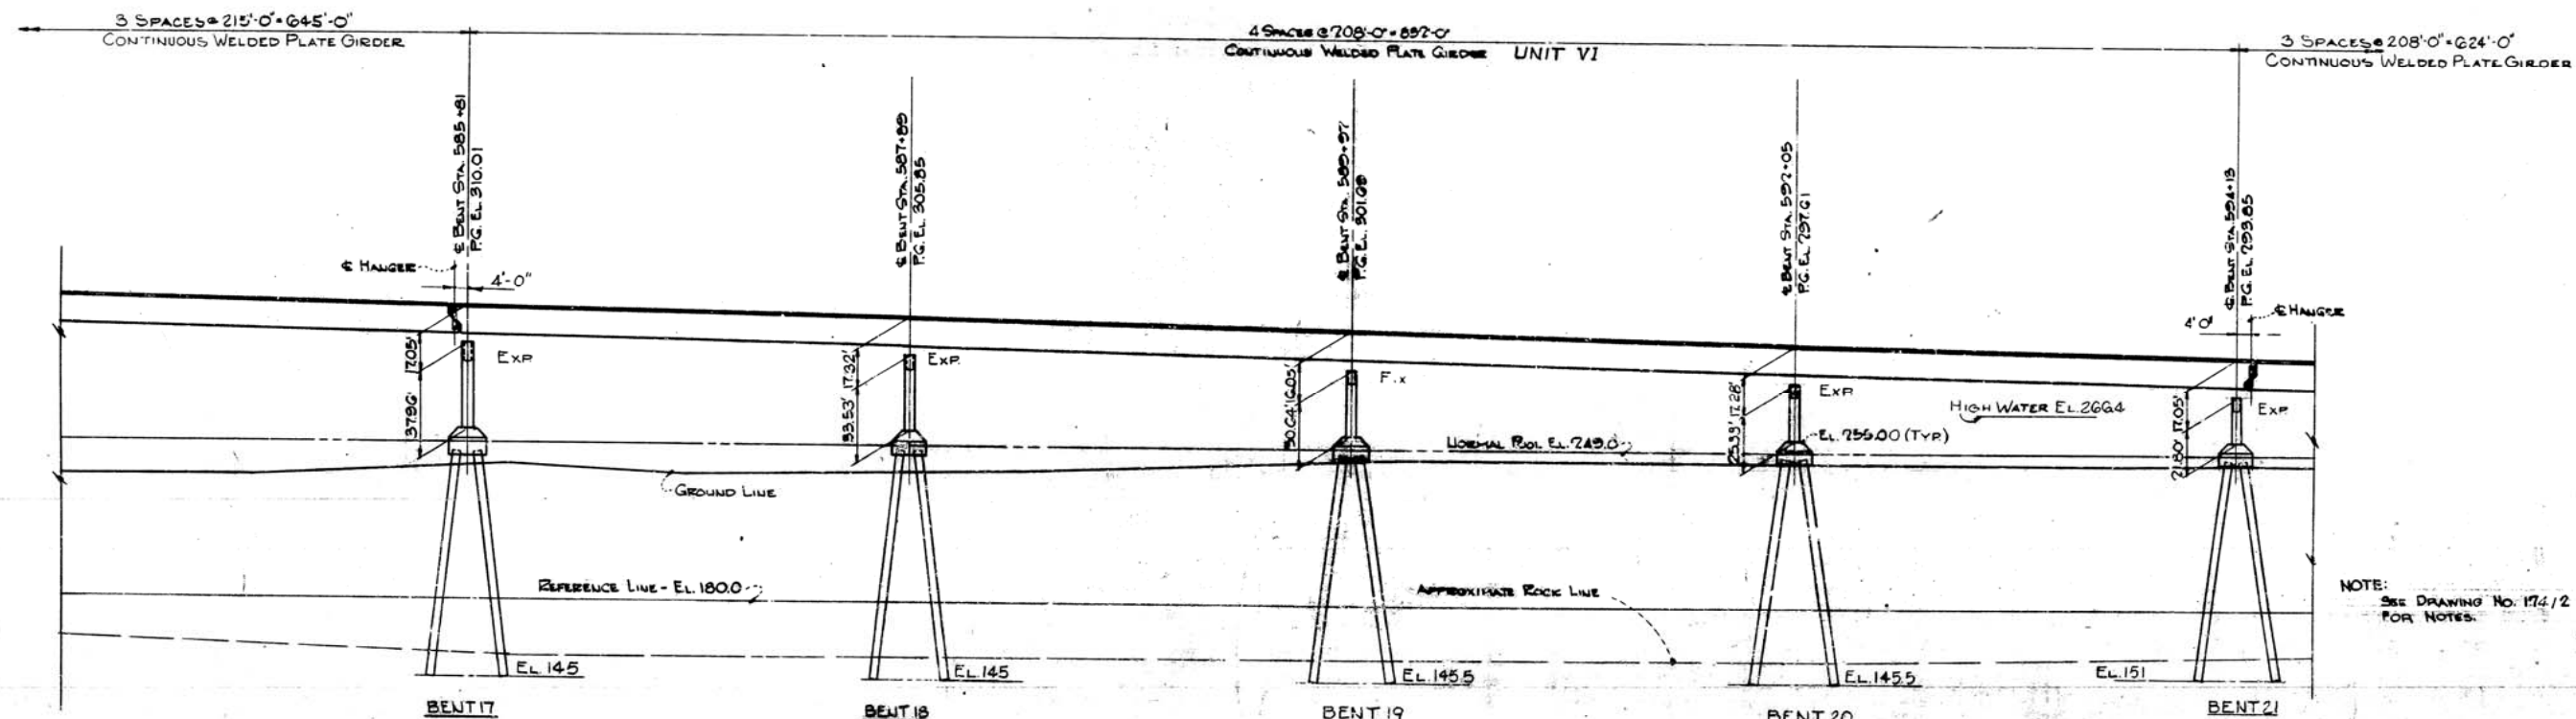 3 SPACES @ 215'-0" = 645'-0"
CONTINUOUS WELDED PLATE GIRDER
4 SPACES @ 208'-0" = 832'-0"
CONTINUOUS WELDED PLATE GIRDER UNIT VI
3 SPACES @ 208'-0" = 624'-0"
CONTINUOUS WELDED PLATE GIRDER
℄ BENT STA. 585+81
P.G. EL. 310.01
℄ BENT STA. 587+89
P.G. EL. 305.85
℄ BENT STA. 589+97
P.G. EL. 301.69
℄ BENT STA. 592+05
P.G. EL. 297.61
℄ BENT STA. 594+13
P.G. EL. 293.85
℄ HANGER
4'-0"
℄ HANGER
4'-0"
17.05'
37.96'
EXP.
17.32'
33.53'
EXP.
16.05'
30.64'
Fix
17.28'
25.33'
EXP.
17.05'
21.80'
EXP.
HIGH WATER EL. 266.4
NORMAL POOL EL. 249.0
EL. 255.00 (TYP.)
GROUND LINE
REFERENCE LINE - EL. 180.0
APPROXIMATE ROCK LINE
NOTE:
SEE DRAWING NO. 174/2
FOR NOTES.
EL. 145
EL. 145
EL. 145.5
EL. 145.5
EL. 151
BENT 17
BENT 18
BENT 19
BENT 20
BENT 21